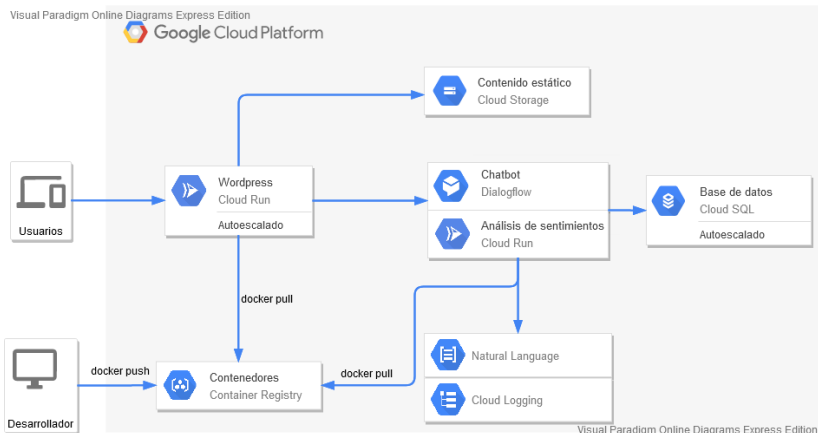 Visual Paradigm Online Diagrams Express Edition
Google Cloud Platform
Contenido estático
Cloud Storage
Wordpress
Cloud Run
Autoescalado
Chatbot
Dialogflow
Análisis de sentimientos
Cloud Run
Base de datos
Cloud SQL
Autoescalado
Usuarios
docker pull
docker push
Contenedores
Container Registry
docker pull
Natural Language
Cloud Logging
Desarrollador
Visual Paradigm Online Diagrams Express Edition